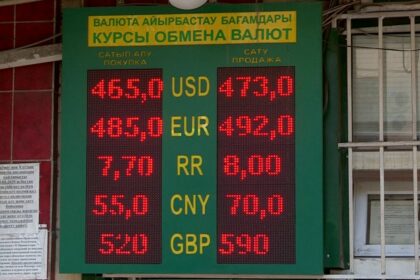 ВАЛЮТА АЙЫРБАСТАУ БАҒАМДАРЫ
КУРСЫ ОБМЕНА ВАЛЮТ
САТЫП АЛУ САТУ
ПОКУПКА ПРОДАЖА
465,0 USD 473,0
485,0 EUR 492,0
7,70 RR 8,00
55,0 CNY 70,0
520 GBP 590